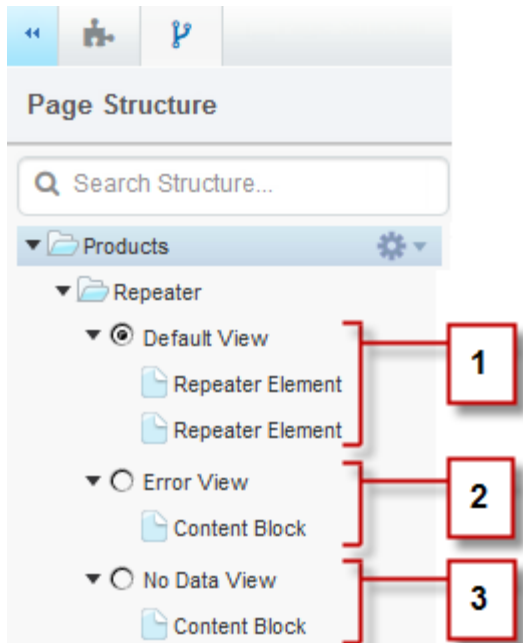 Page Structure
Search Structure...
Products
Repeater
Default View
Repeater Element
Repeater Element
1
Error View
Content Block
2
No Data View
Content Block
3